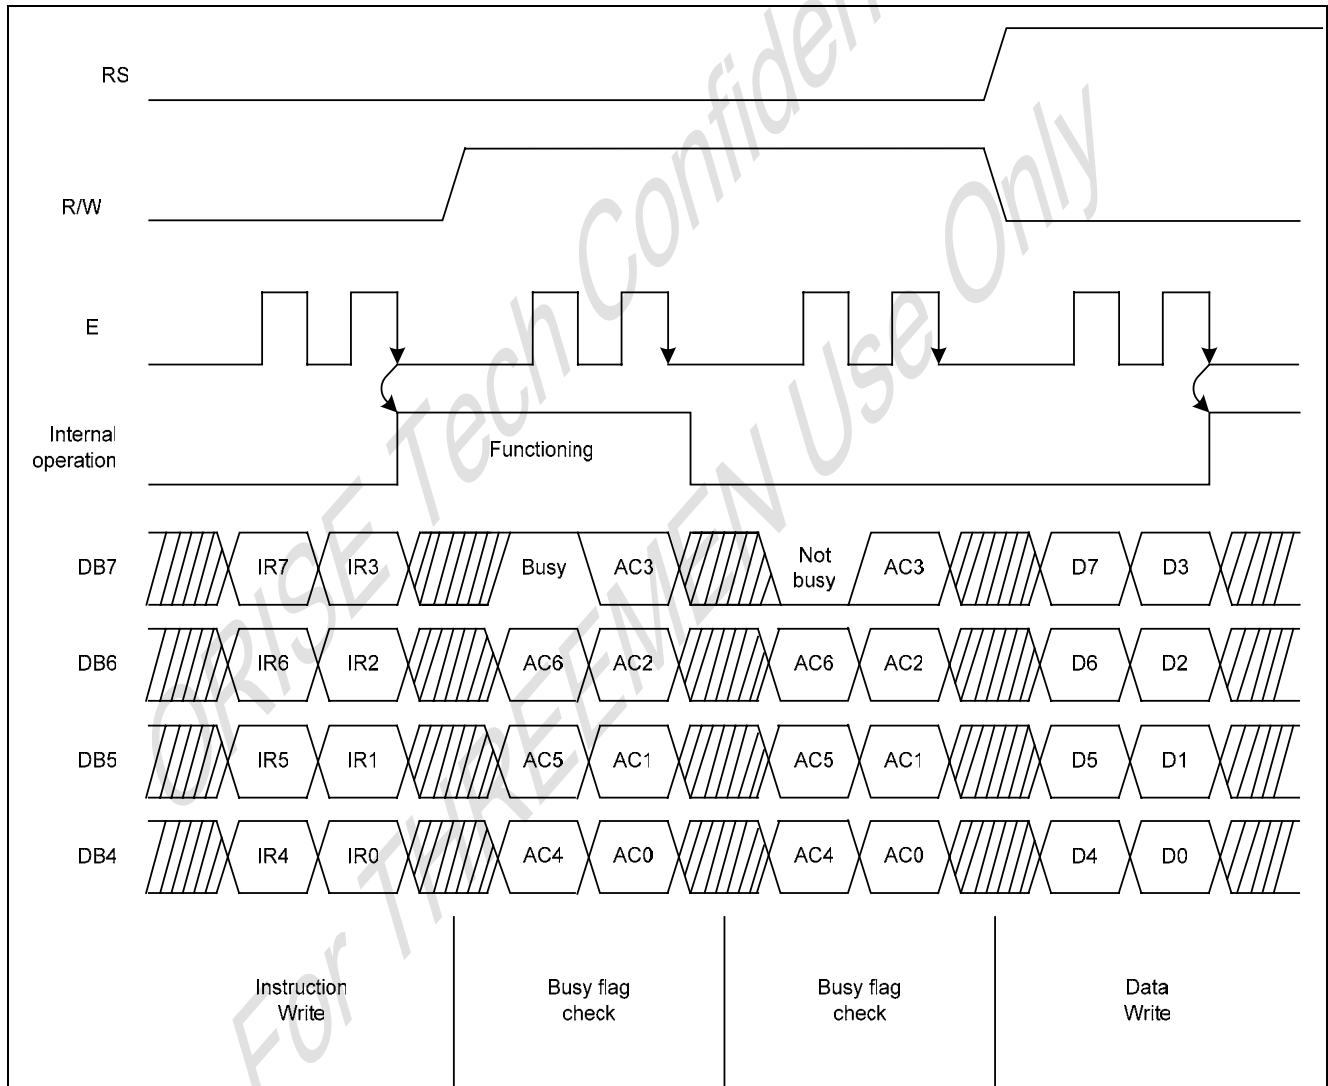 ORISE Tech Confiden
For THREEMEN Use Only
RS
R/W
E
Internal
operation
Functioning
DB7
IR7
IR3
Busy
AC3
Not
busy
AC3
D7
D3
DB6
IR6
IR2
AC6
AC2
AC6
AC2
D6
D2
DB5
IR5
IR1
AC5
AC1
AC5
AC1
D5
D1
DB4
IR4
IR0
AC4
AC0
AC4
AC0
D4
D0
Instruction
Write
Busy flag
check
Busy flag
check
Data
Write